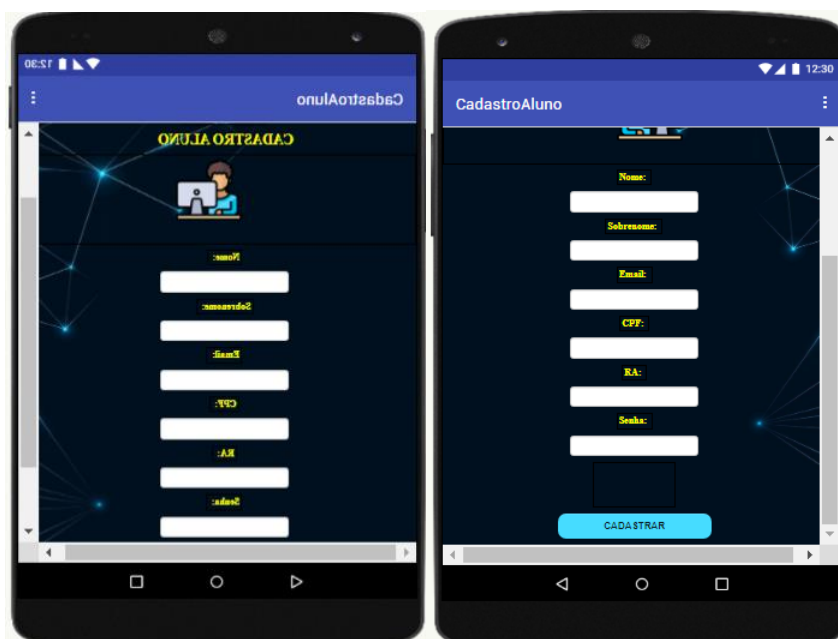 12:30
CadastroAluno
CADASTRO ALUNO
Nome:
Sobrenome:
Email:
CPF:
RA:
Senha:
12:30
CadastroAluno
Nome:
Sobrenome:
Email:
CPF:
RA:
Senha:
CADASTRAR